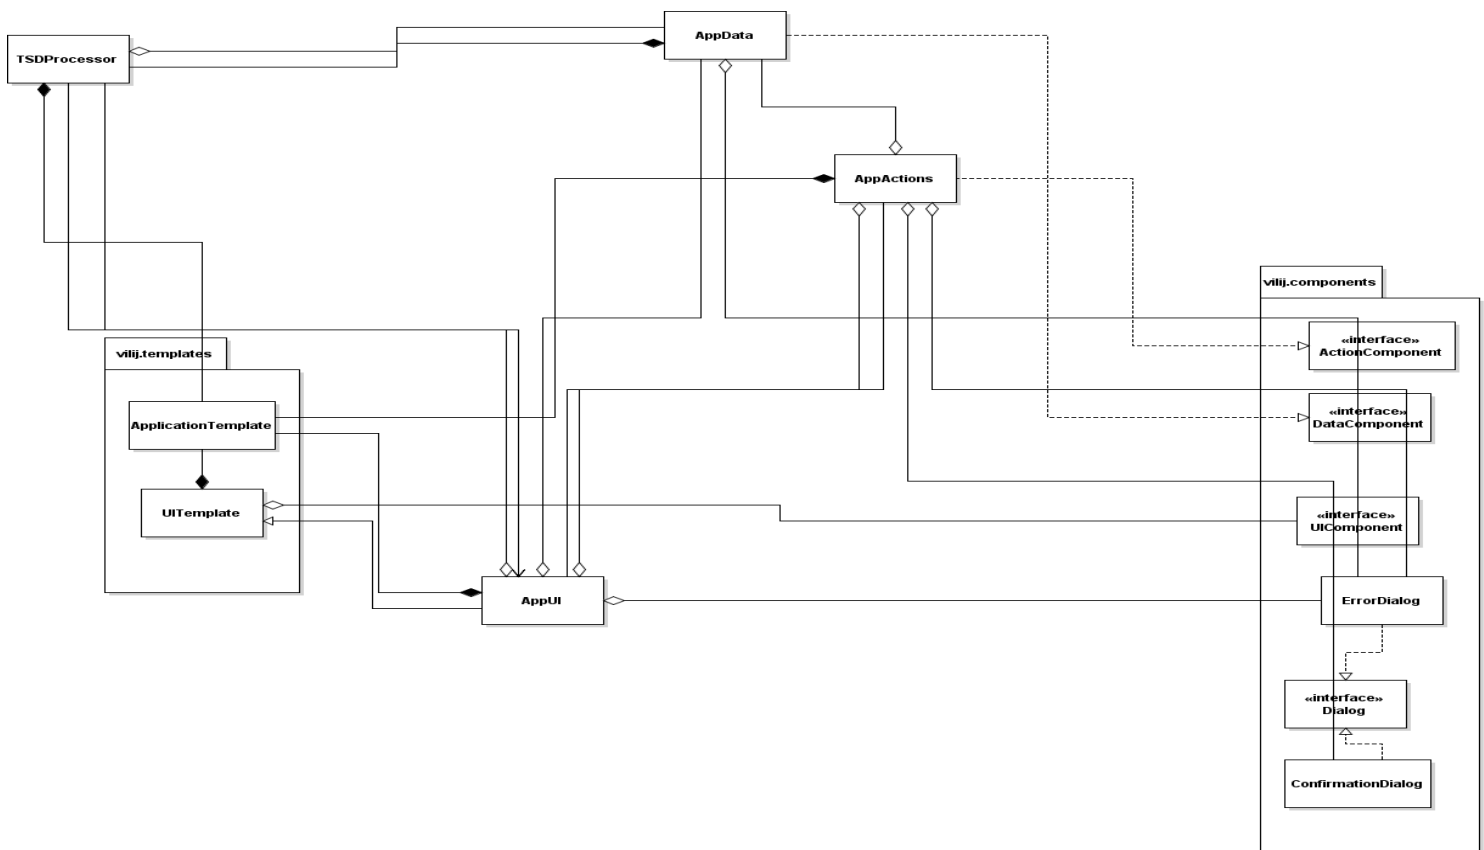 AppData
TSDProcessor
AppActions
vilij.components
«interface»
ActionComponent
vilij.templates
«interface»
DataComponent
ApplicationTemplate
UITemplate
«interface»
UIComponent
AppUI
ErrorDialog
«interface»
Dialog
ConfirmationDialog